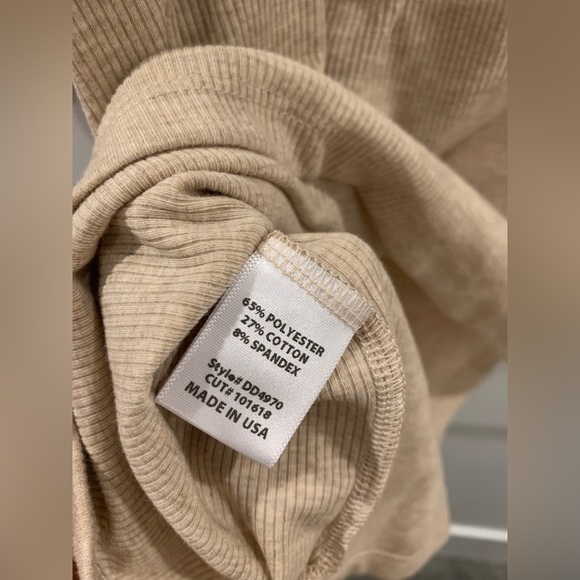 65% POLYESTER
27% COTTON
8% SPANDEX
Style# DD4970
CUT# 101618
MADE IN USA